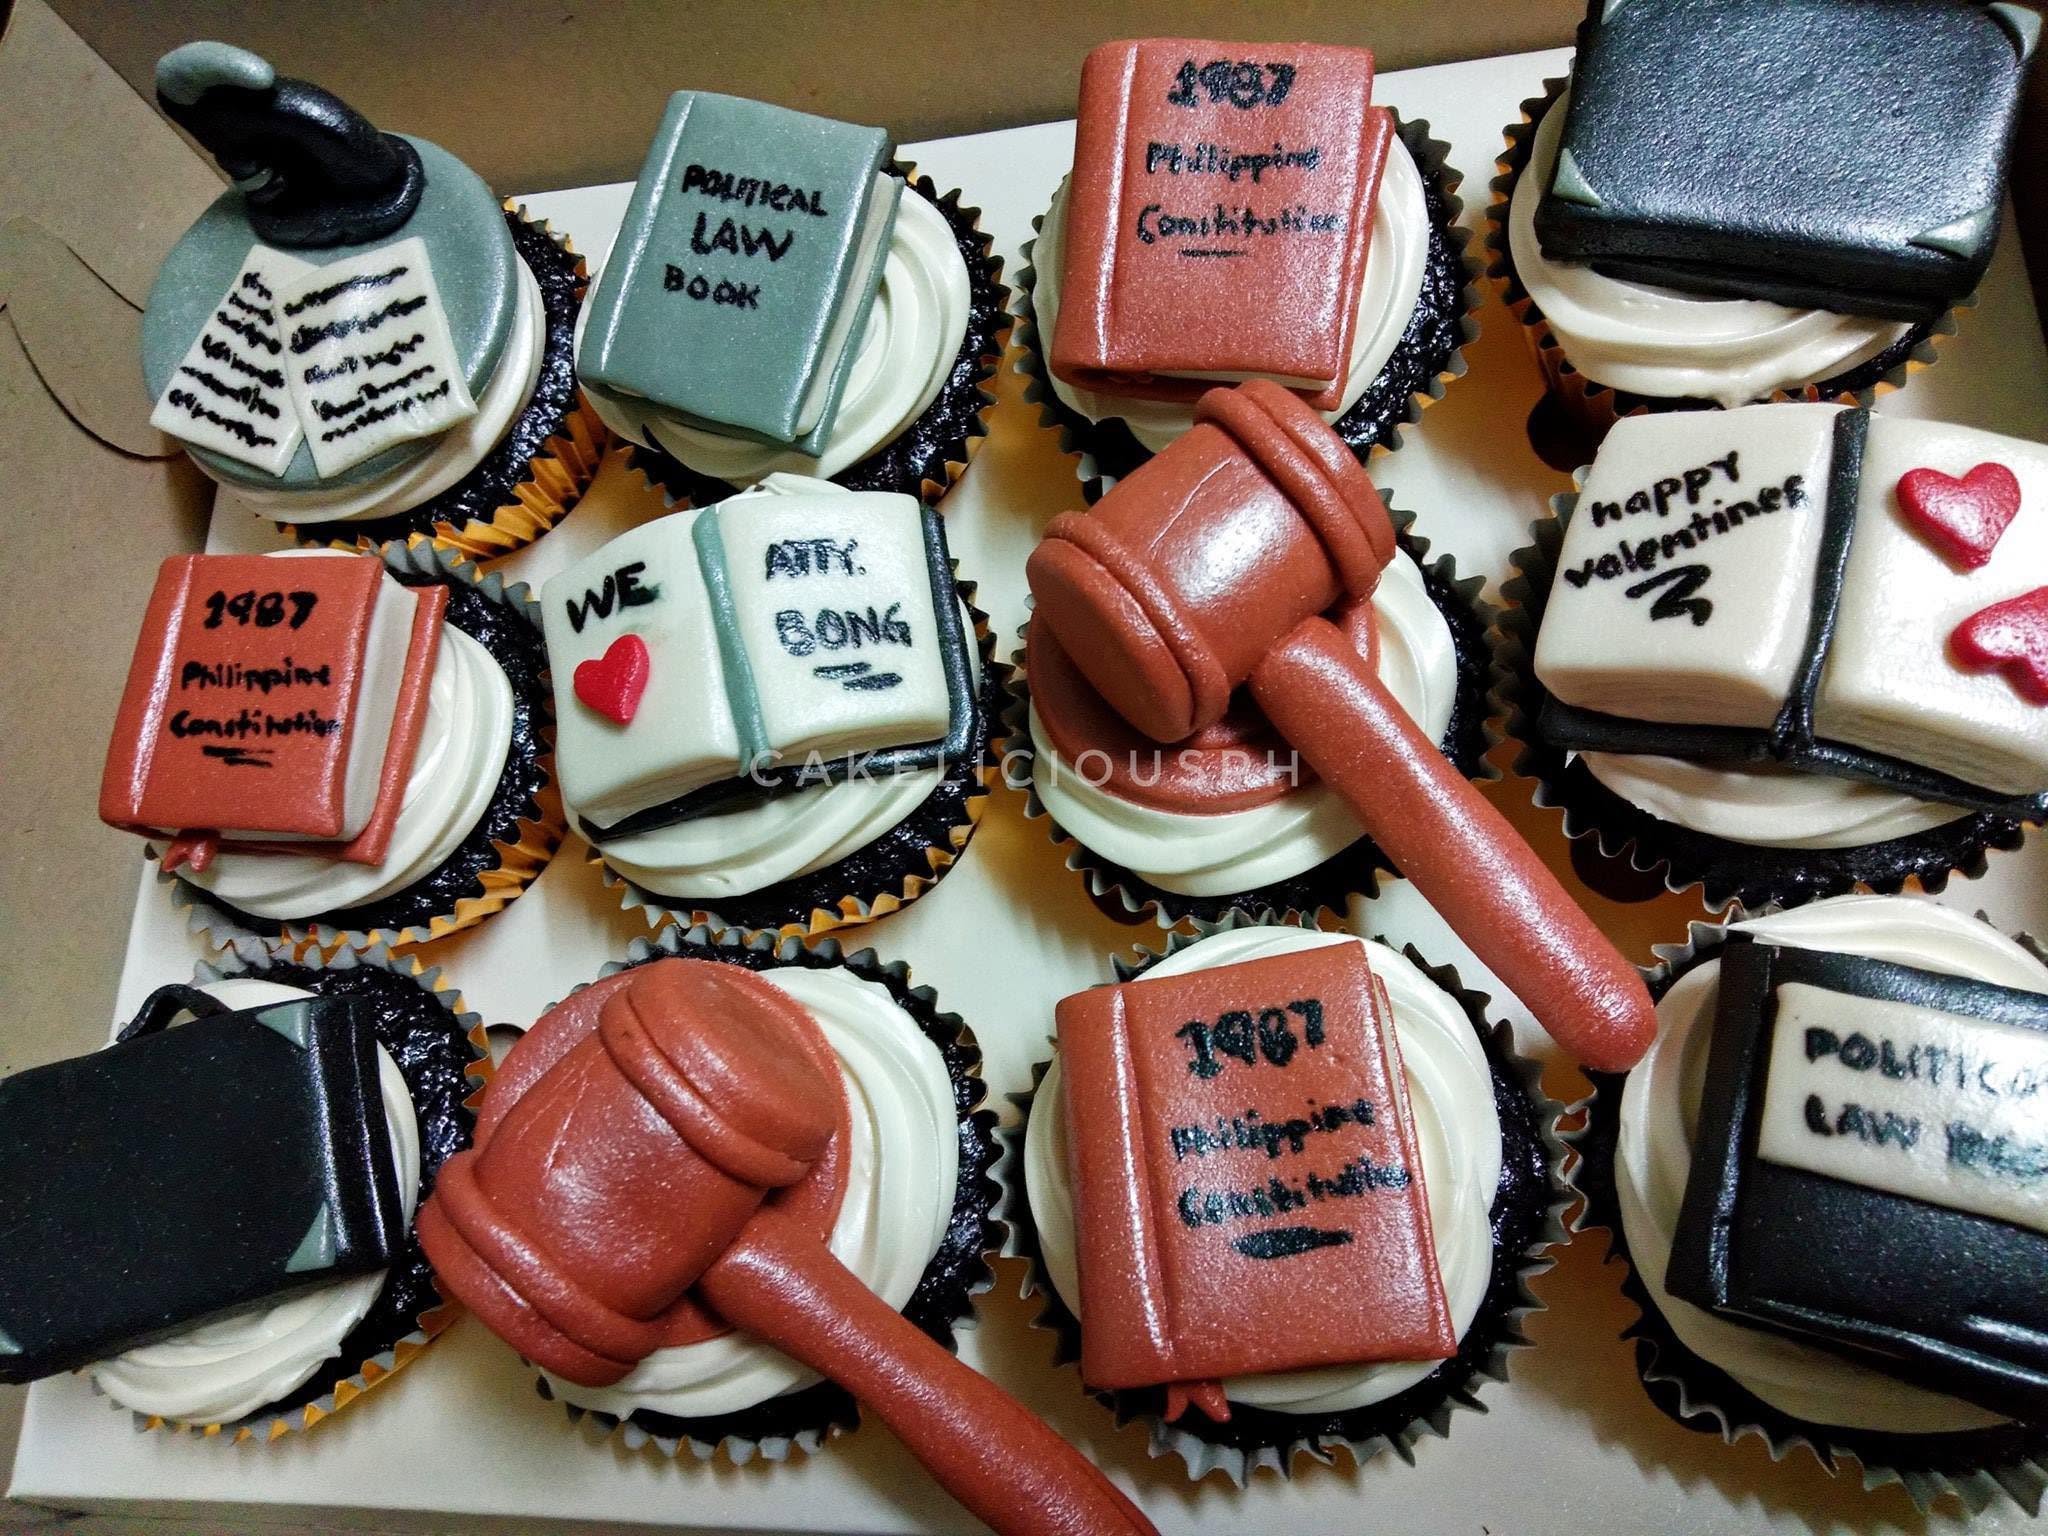 POLITICAL
LAW
BOOK
1987
Philippine
Constitution
1987
Philippine
Constitution
WE
ATTY.
BONG
happy
valentines
CAKELICIOUSPH
1987
Philippine
Constitution
POLITICA
LAW